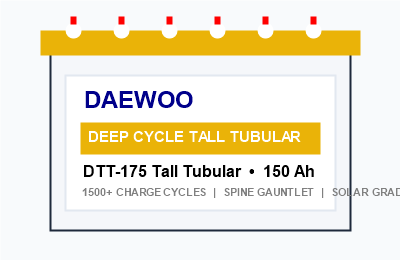 DAEWOO
DEEP CYCLE TALL TUBULAR
DTT-175 Tall Tubular • 150 Ah
1500+ CHARGE CYCLES | SPINE GAUNTLET | SOLAR GRAD